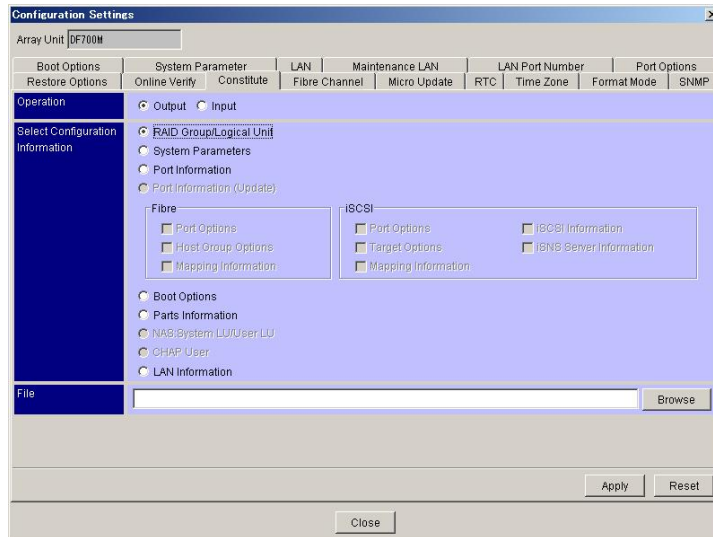 Configuration Settings
Array Unit DF700M
Boot Options System Parameter LAN Maintenance LAN LAN Port Number Port Options
Restore Options Online Verify Constitute Fibre Channel Micro Update RTC Time Zone Format Mode SNMP
Operation
Output Input
Select Configuration Information
RAID Group/Logical Unit
System Parameters
Port Information
Port Information (Update)
Fibre
Port Options
Host Group Options
Mapping Information
iSCSI
Port Options iSCSI Information
Target Options iSNS Server Information
Mapping Information
Boot Options
Parts Information
NAS:System LU/User LU
CHAP User
LAN Information
File
Browse
Apply Reset
Close